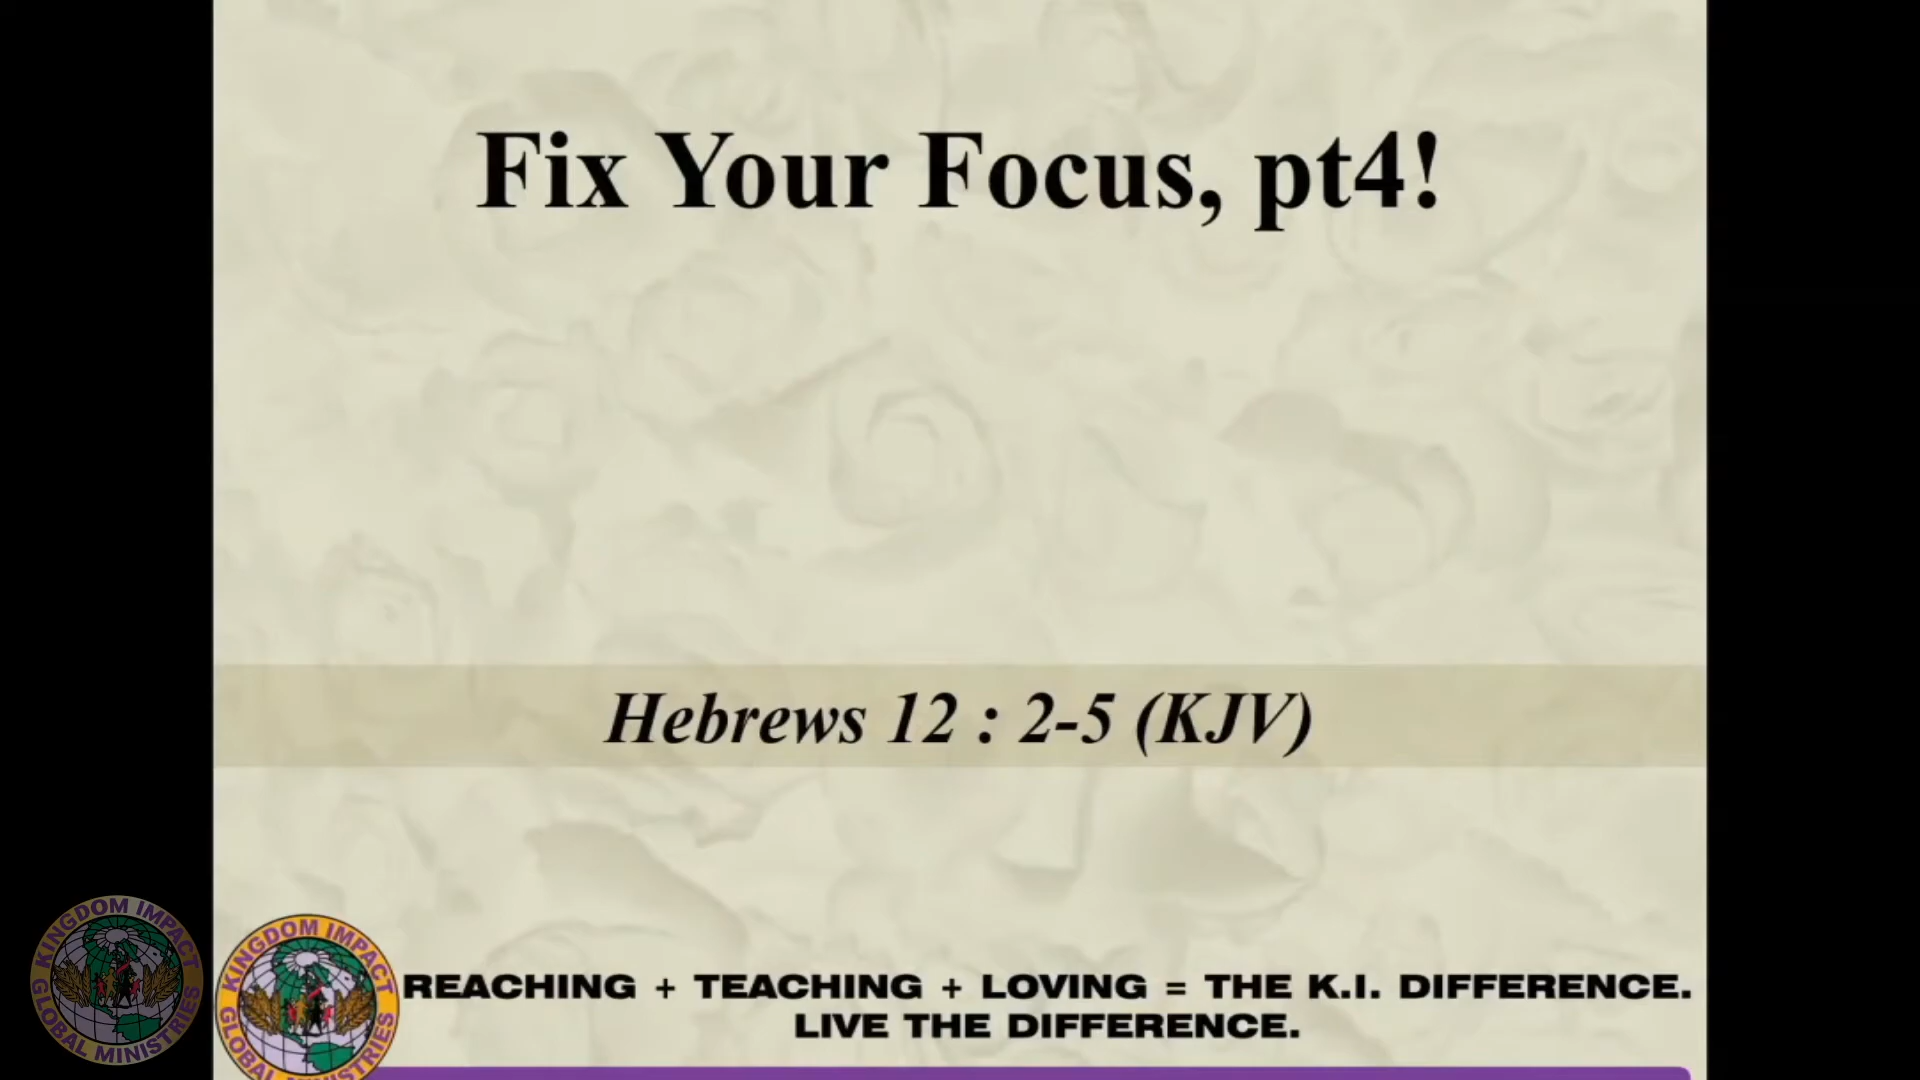 Fix Your Focus, pt4!
Hebrews 12 : 2-5 (KJV)
KINGDOM IMPACT
GLOBAL MINISTRIES
KINGDOM IMPACT
GLOBAL MINISTRIES
REACHING + TEACHING + LOVING = THE K.I. DIFFERENCE.
LIVE THE DIFFERENCE.